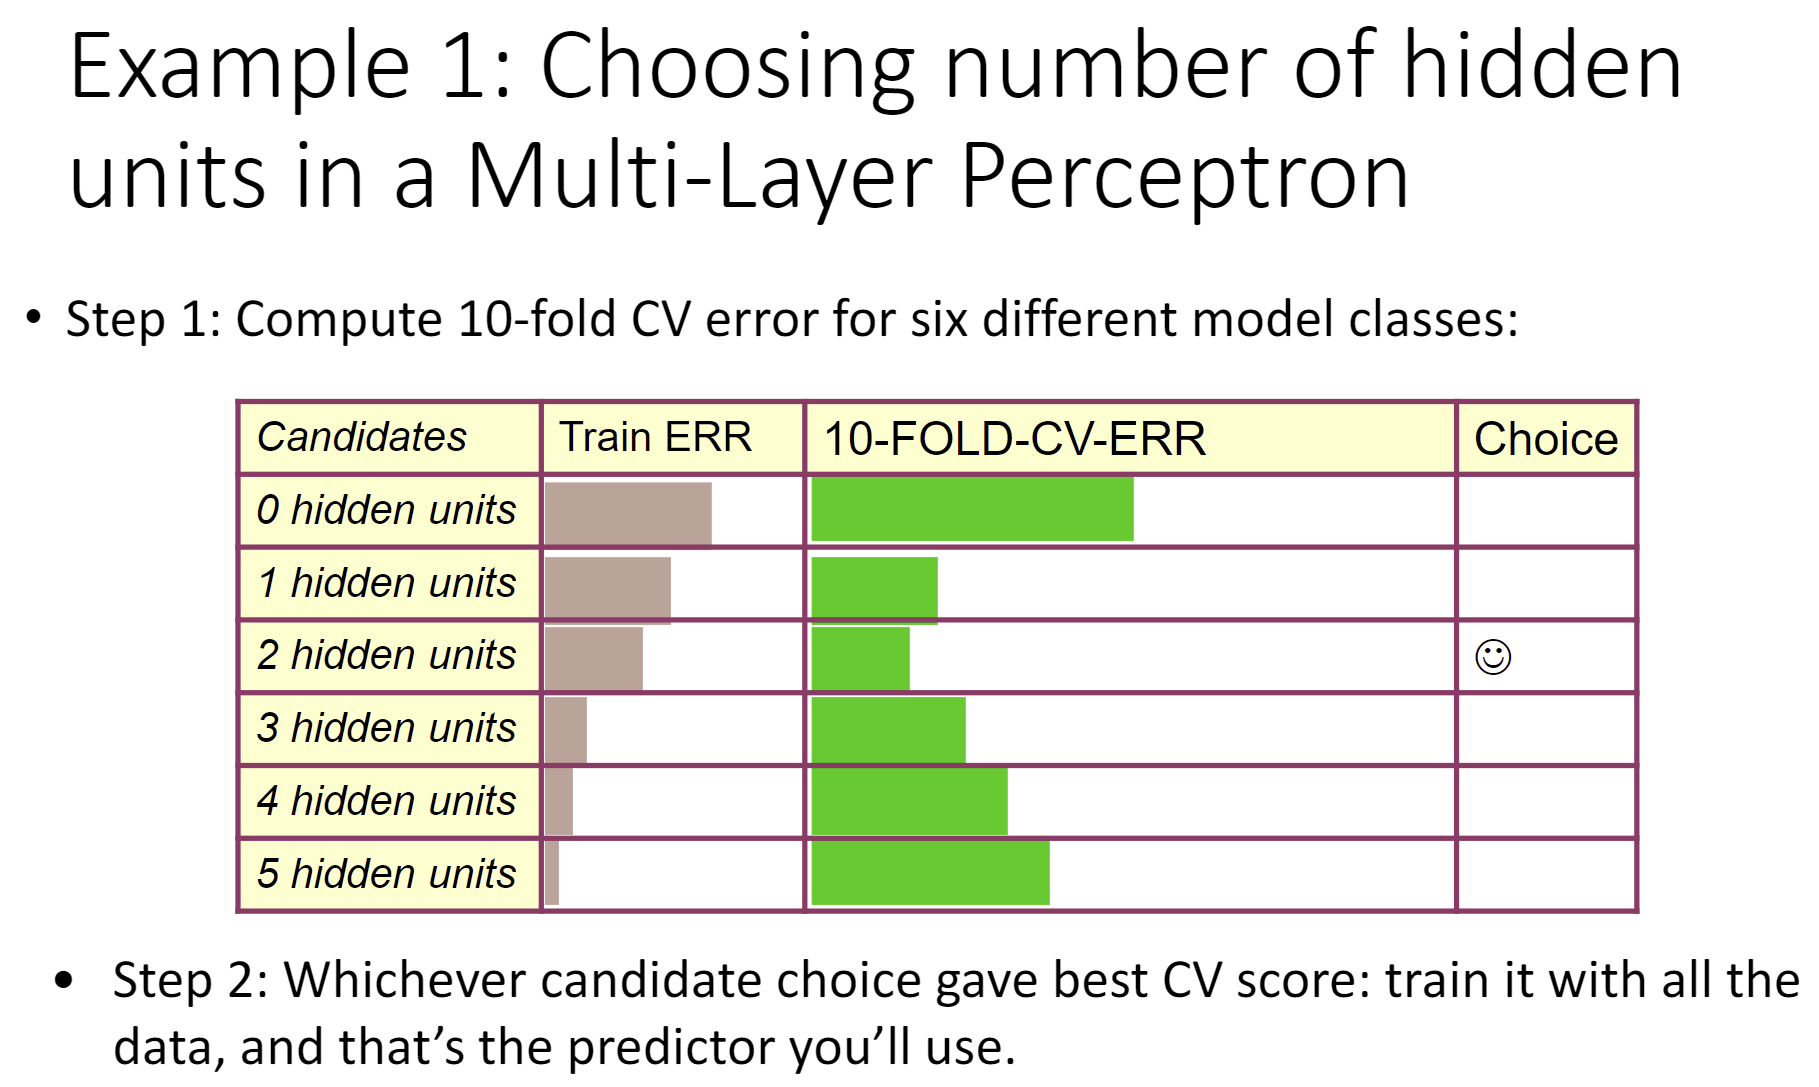 Example 1: Choosing number of hidden
units in a Multi-Layer Perceptron
• Step 1: Compute 10-fold CV error for six different model classes:
Candidates Train ERR 10-FOLD-CV-ERR Choice
0 hidden units
1 hidden units
2 hidden units ☺
3 hidden units
4 hidden units
5 hidden units
• Step 2: Whichever candidate choice gave best CV score: train it with all the
data, and that’s the predictor you’ll use.